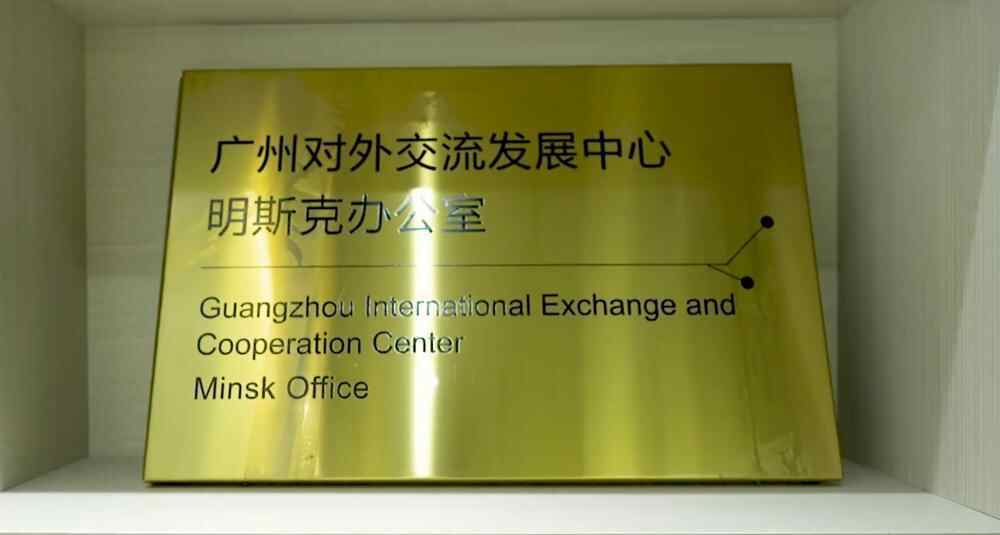 广州对外交流发展中心
明斯克办公室
Guangzhou International Exchange and
Cooperation Center
Minsk Office